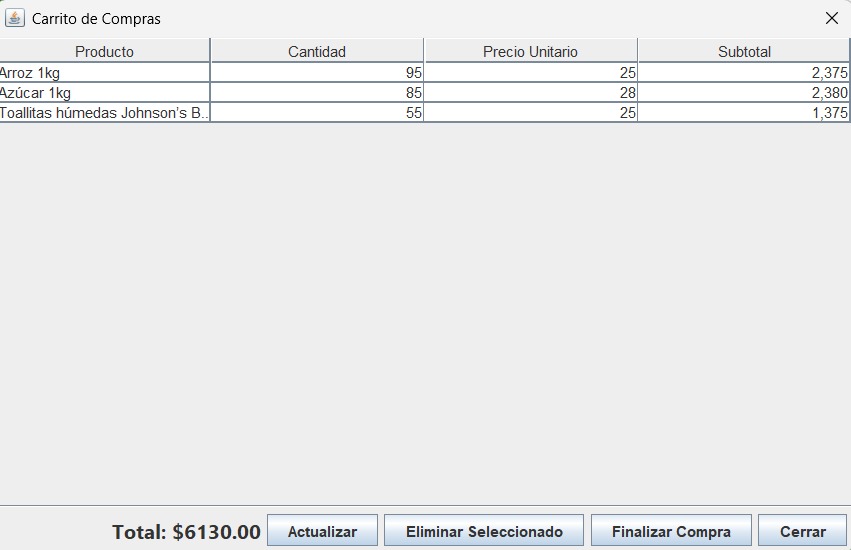 Carrito de Compras
Producto Cantidad Precio Unitario Subtotal
Arroz 1kg 95 25 2,375
Azúcar 1kg 85 28 2,380
Toallitas húmedas Johnson’s B... 55 25 1,375
Total: $6130.00 Actualizar Eliminar Seleccionado Finalizar Compra Cerrar